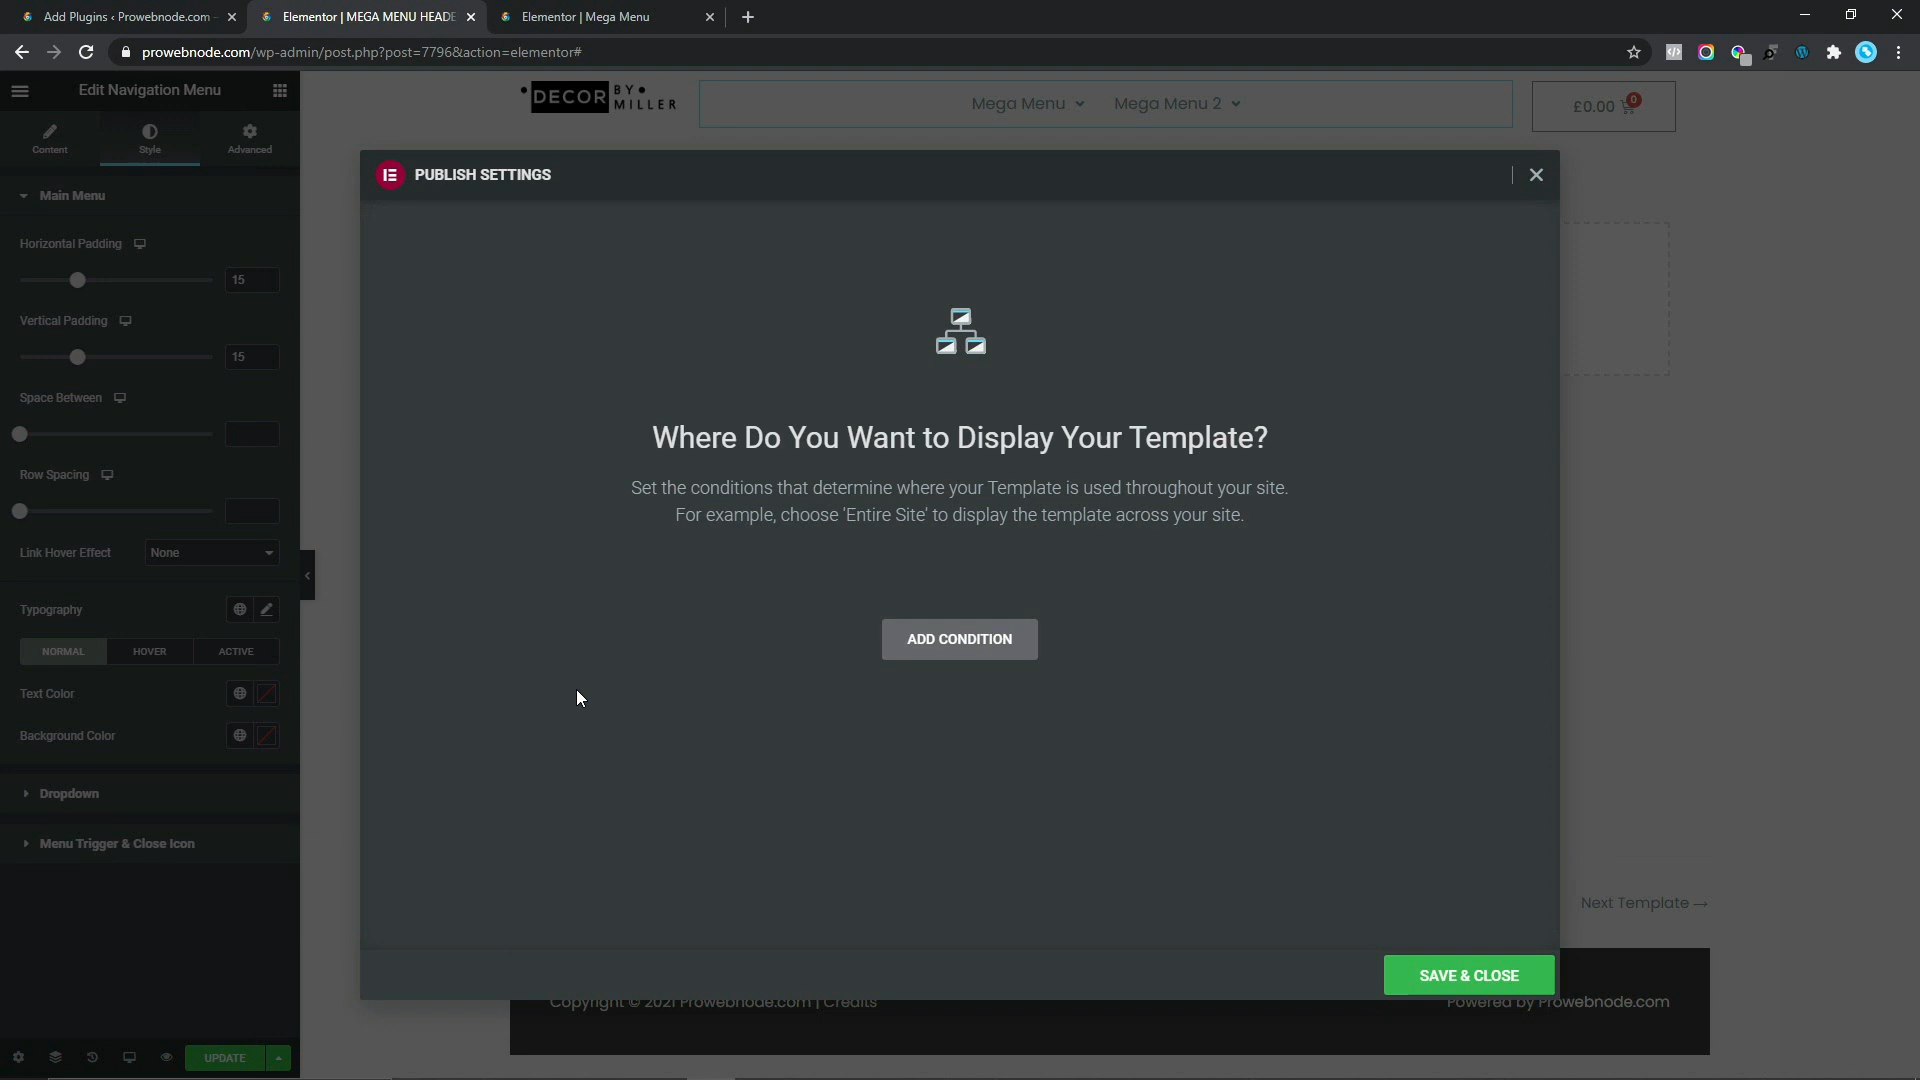 Add Plugins ‹ Prowebnode.com
Elementor | MEGA MENU HEADE
Elementor | Mega Menu
prowebnode.com/wp-admin/post.php?post=7796&action=elementor#
Edit Navigation Menu
Content
Style
Advanced
DECOR BY MILLER
Mega Menu
Mega Menu 2
£0.00
0
PUBLISH SETTINGS
Main Menu
Horizontal Padding
15
Vertical Padding
15
Space Between
Row Spacing
Link Hover Effect
None
Typography
NORMAL
HOVER
ACTIVE
Text Color
Background Color
Dropdown
Menu Trigger & Close Icon
UPDATE
Where Do You Want to Display Your Template?
Set the conditions that determine where your Template is used throughout your site.
For example, choose 'Entire Site' to display the template across your site.
ADD CONDITION
Next Template →
SAVE & CLOSE
Copyright © 2021 Prowebnode.com | Credits
Powered by Prowebnode.com